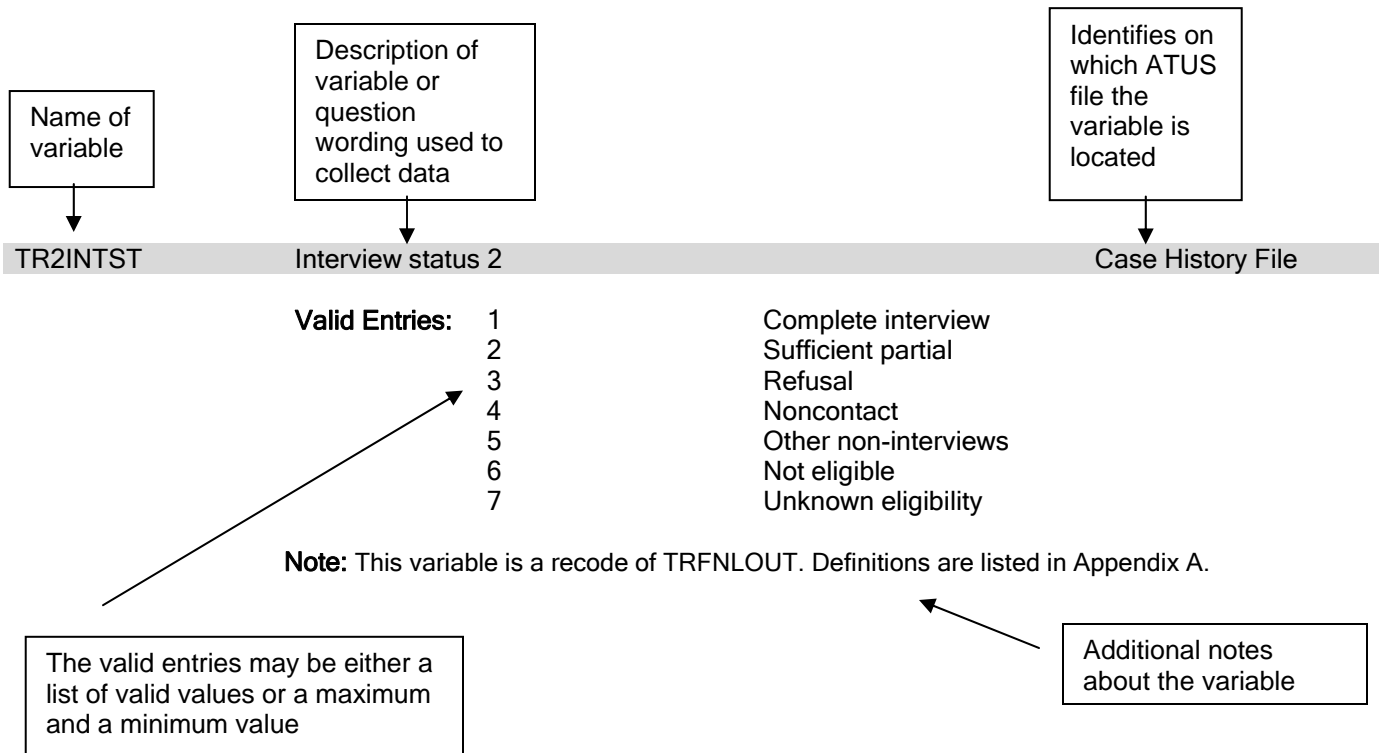 Name of
variable
Description of
variable or
question
wording used to
collect data
Identifies on
which ATUS
file the
variable is
located
TR2INTST Interview status 2 Case History File
Valid Entries: 1 Complete interview
2 Sufficient partial
3 Refusal
4 Noncontact
5 Other non-interviews
6 Not eligible
7 Unknown eligibility
Note: This variable is a recode of TRFNLOUT. Definitions are listed in Appendix A.
The valid entries may be either a
list of valid values or a maximum
and a minimum value
Additional notes
about the variable